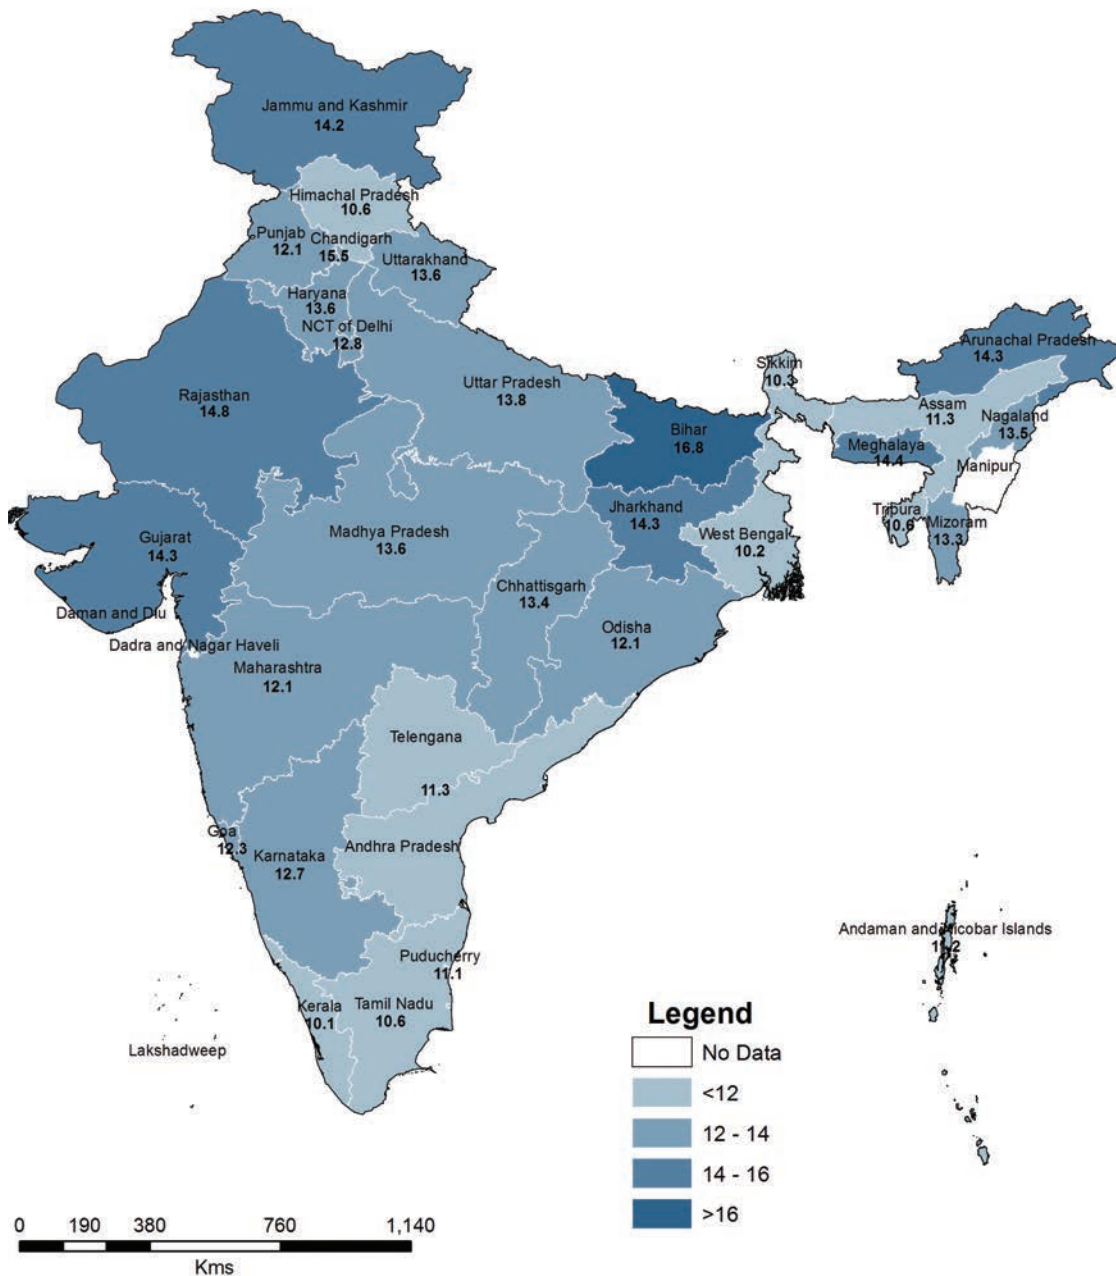 Jammu and Kashmir
14.2
Himachal Pradesh
10.6
Punjab
12.1
Chandigarh
15.5
Uttarakhand
13.6
Haryana
13.6
NCT of Delhi
12.8
Rajasthan
14.8
Uttar Pradesh
13.8
Bihar
16.8
Sikkim
10.3
Arunachal Pradesh
14.3
Assam
11.3
Nagaland
13.5
Meghalaya
14.4
Manipur
Tripura
10.6
Mizoram
13.3
Jharkhand
14.3
West Bengal
10.2
Gujarat
14.3
Madhya Pradesh
13.6
Chhattisgarh
13.4
Odisha
12.1
Daman and Diu
Dadra and Nagar Haveli
Maharashtra
12.1
Telengana
11.3
Andhra Pradesh
Goa
12.3
Karnataka
12.7
Puducherry
11.1
Kerala
10.1
Tamil Nadu
10.6
Lakshadweep
Andaman and Nicobar Islands
Legend
No Data
<12
12 - 14
14 - 16
>16
0 190 380 760 1,140
Kms